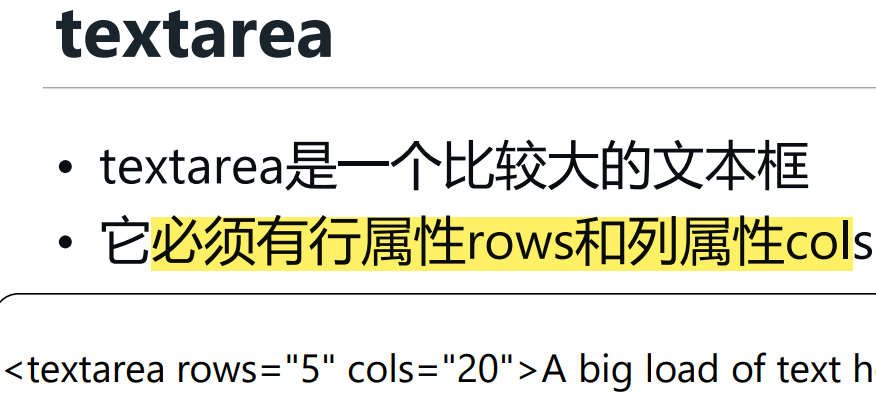 textarea
• textarea是一个比较大的文本框
• 它必须有行属性rows和列属性cols
<textarea rows="5" cols="20">A big load of text h